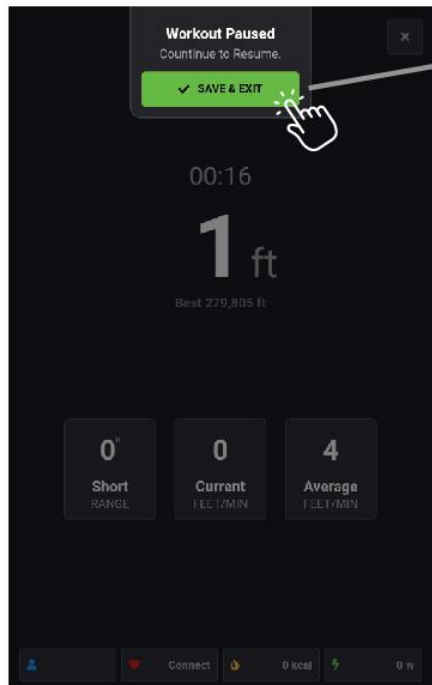 Workout Paused
Countinue to Resume.
SAVE & EXIT
00:16
1 ft
Best 279,805 ft
0° 0 4
Short Current Average
RANGE FEET/MIN FEET/MIN
Connect 0 kcal 0 w